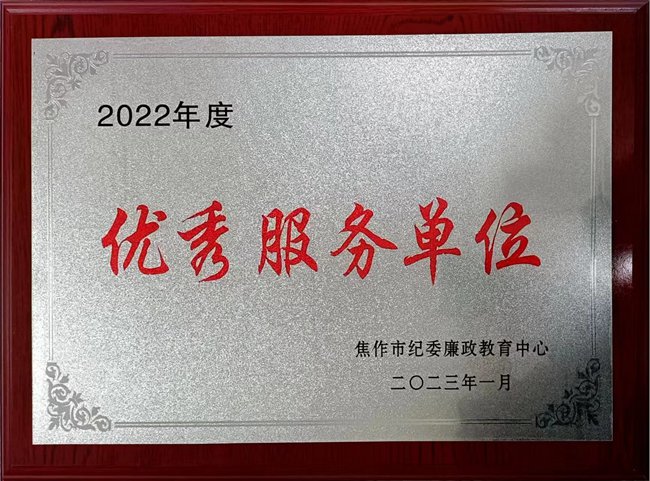 2022年度
优秀服务单位
焦作市纪委廉政教育中心
二〇二三年一月